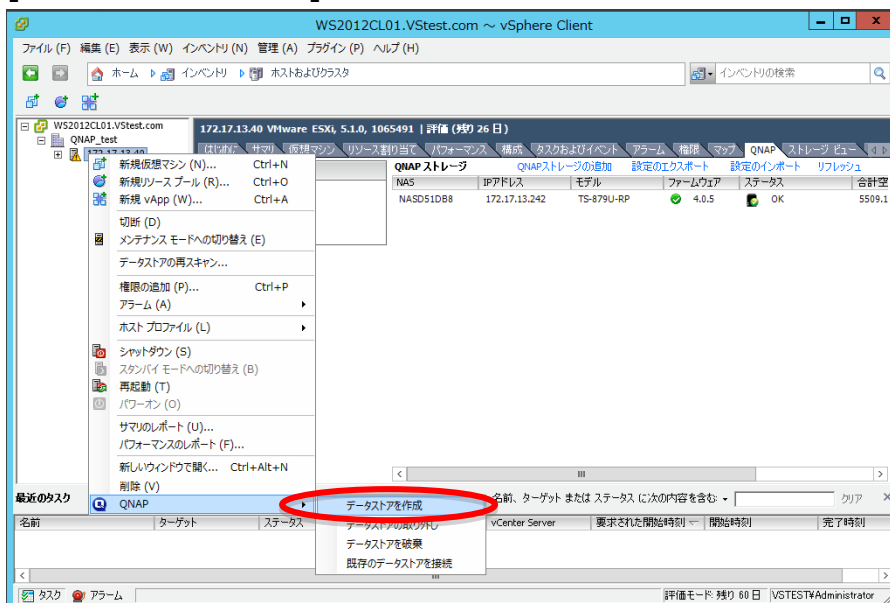 WS2012CL01.VStest.com ～ vSphere Client
ファイル (F) 編集 (E) 表示 (W) インベントリ (N) 管理 (A) プラグイン (P) ヘルプ (H)
ホーム インベントリ ホストおよびクラスタ インベントリの検索
WS2012CL01.VStest.com
QNAP_test
172.17.13.40
172.17.13.40 VMware ESXi, 5.1.0, 1065491 | 評価 (残り 26 日)
はじめに サマリ 仮想マシン リソース割り当て パフォーマンス 構成 タスクおよびイベント アラーム 権限 マップ QNAP ストレージ ビュー
QNAP ストレージ QNAPストレージの追加 設定のエクスポート 設定のインポート リフレッシュ
NAS IPアドレス モデル ファームウェア ステータス 合計空
NASD51DB8 172.17.13.242 TS-879U-RP 4.0.5 OK 5509.1
新規仮想マシン (N)... Ctrl+N
新規リソース プール (R)... Ctrl+O
新規 vApp (W)... Ctrl+A
切断 (D)
メンテナンス モードへの切り替え (E)
データストアの再スキャン...
権限の追加 (P)... Ctrl+P
アラーム (A)
ホスト プロファイル (L)
シャットダウン (S)
スタンバイ モードへの切り替え (B)
再起動 (T)
パワーオン (O)
サマリのレポート (U)...
パフォーマンスのレポート (F)...
新しいウィンドウで開く... Ctrl+Alt+N
削除 (V)
QNAP
データストアを作成
データストアの取り外し
データストアを破棄
既存のデータストアを接続
最近のタスク 名前、ターゲット または ステータス に次の内容を含む: クリア
名前 ターゲット ステータス vCenter Server 要求された開始時刻 開始時刻 完了時刻
タスク アラーム 評価モード: 残り 60 日 VSTEST¥Administrator